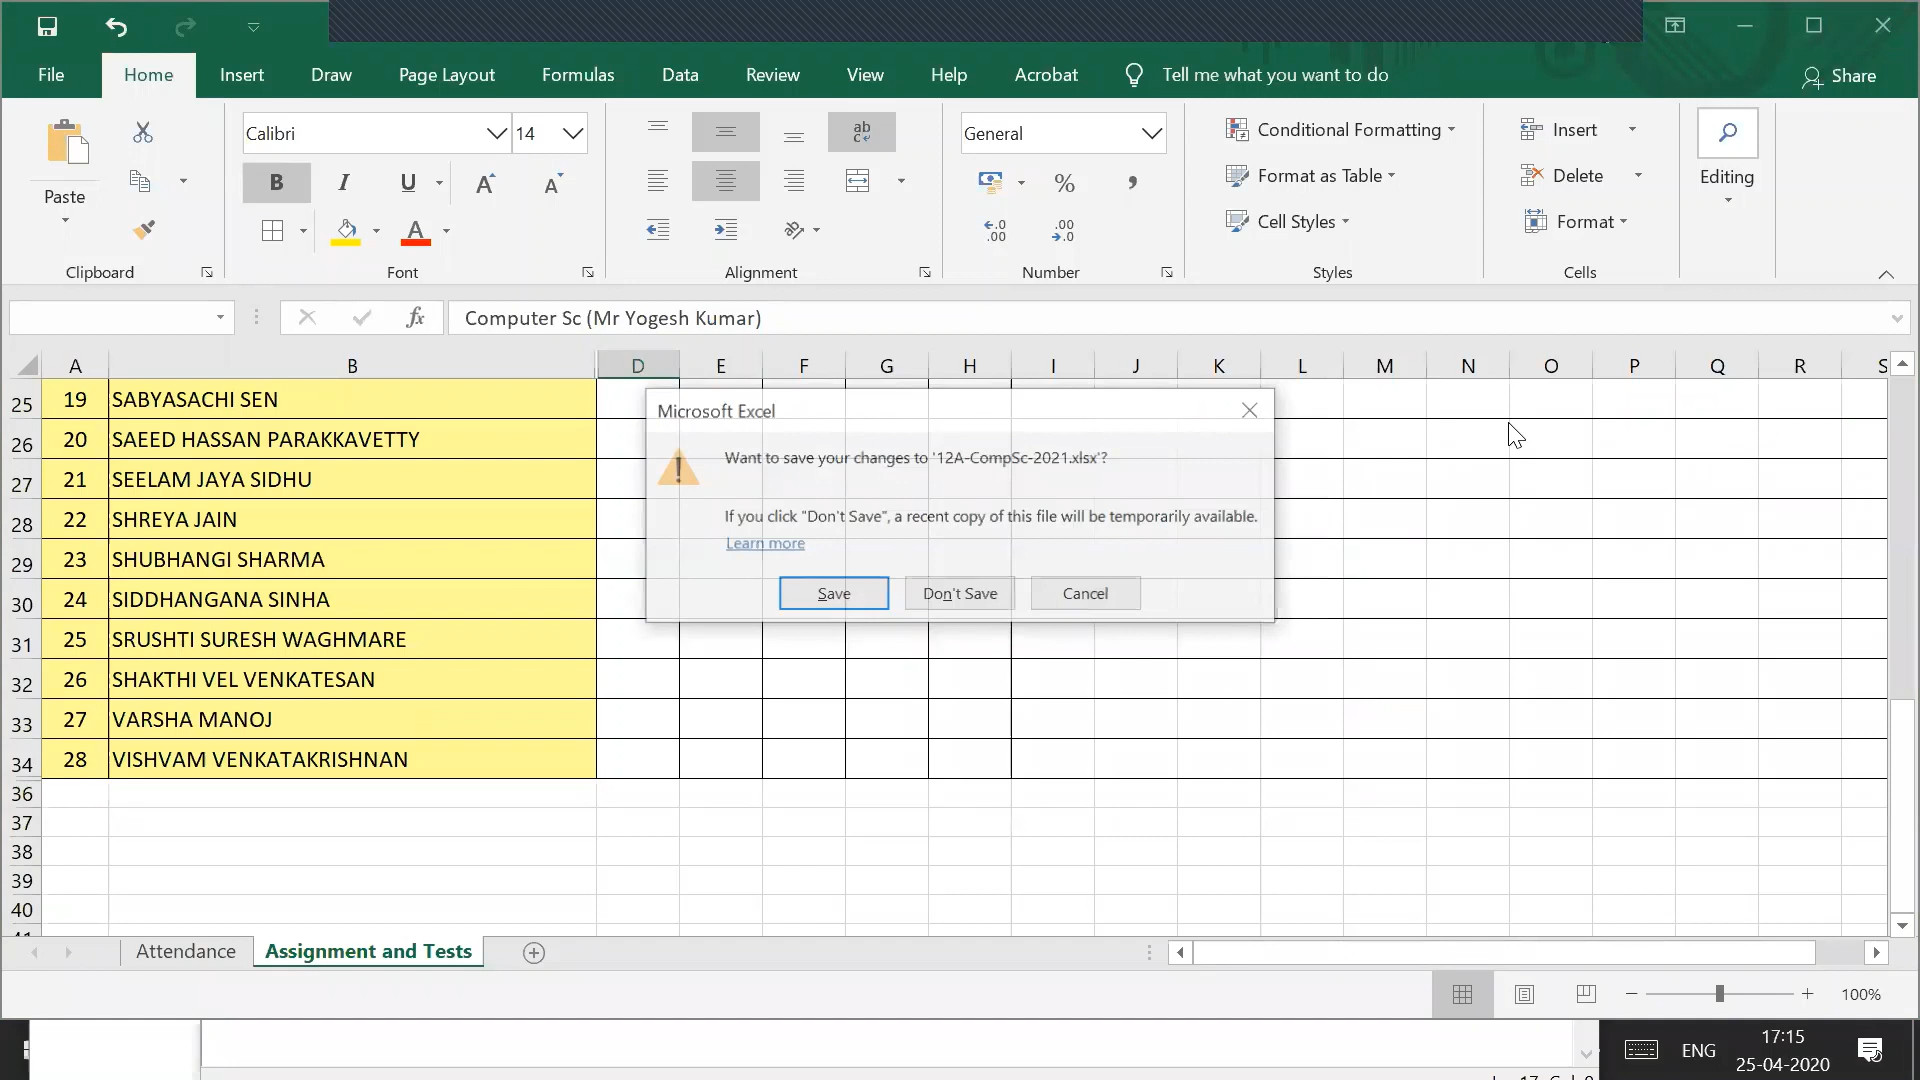 File Home Insert Draw Page Layout Formulas Data Review View Help Acrobat Tell me what you want to do Share
Paste
Clipboard
Calibri 14
B I U A A
A
Font
ab
c
Alignment
General
% ,
.0 .00
.00 .0
Number
Conditional Formatting
Format as Table
Cell Styles
Styles
Insert
Delete
Format
Cells
Editing
fx Computer Sc (Mr Yogesh Kumar)
A B D E F G H I J K L M N O P Q R S
25 19 SABYASACHI SEN
26 20 SAEED HASSAN PARAKKAVETTY
27 21 SEELAM JAYA SIDHU
28 22 SHREYA JAIN
29 23 SHUBHANGI SHARMA
30 24 SIDDHANGANA SINHA
31 25 SRUSHTI SURESH WAGHMARE
32 26 SHAKTHI VEL VENKATESAN
33 27 VARSHA MANOJ
34 28 VISHVAM VENKATAKRISHNAN
36
37
38
39
40
Microsoft Excel
Want to save your changes to '12A-CompSc-2021.xlsx'?
If you click "Don't Save", a recent copy of this file will be temporarily available.
Learn more
Save Don't Save Cancel
Attendance Assignment and Tests
100%
ENG
17:15
25-04-2020